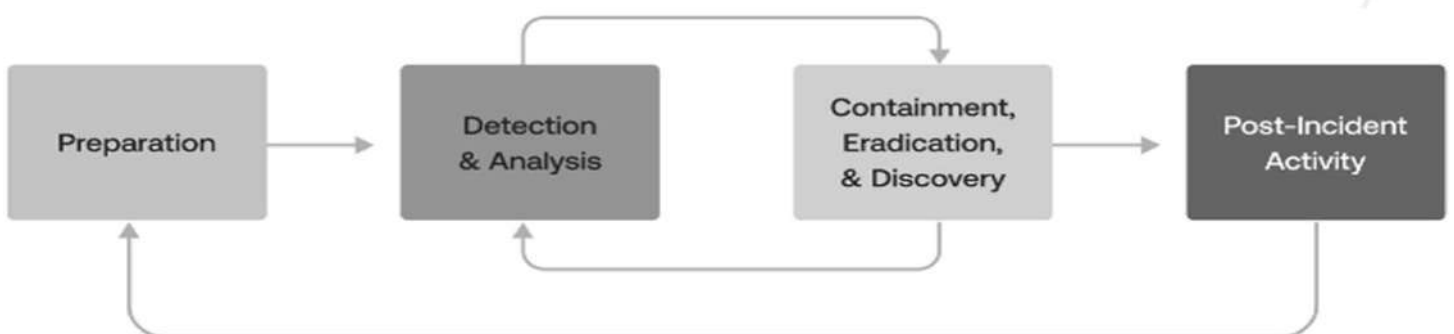 Preparation
Detection
& Analysis
Containment,
Eradication,
& Discovery
Post-Incident
Activity